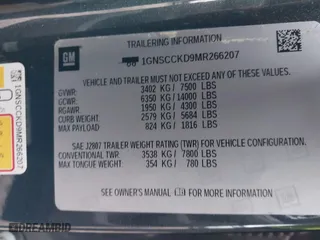 GM
TRAILERING INFORMATION
1GNSCCKD9MR266207
VEHICLE AND TRAILER MUST NOT EXCEED ANY OF THESE RATINGS
GVWR: 3402 KG / 7500 LBS
GCWR: 6350 KG / 14000 LBS
RGAWR: 1950 KG / 4300 LBS
CURB WEIGHT 2579 KG / 5684 LBS
MAX PAYLOAD 824 KG / 1816 LBS
SAE J2807 TRAILER WEIGHT RATING (TWR) FOR VEHICLE CONFIGURATION.
CONVENTIONAL TWR 3538 KG / 7800 LBS
MAX TONGUE WEIGHT 354 KG / 780 LBS
SEE OWNER'S MANUAL FOR MORE INFORMATION
1GNSCCKD9MR266207
©DREAMBID